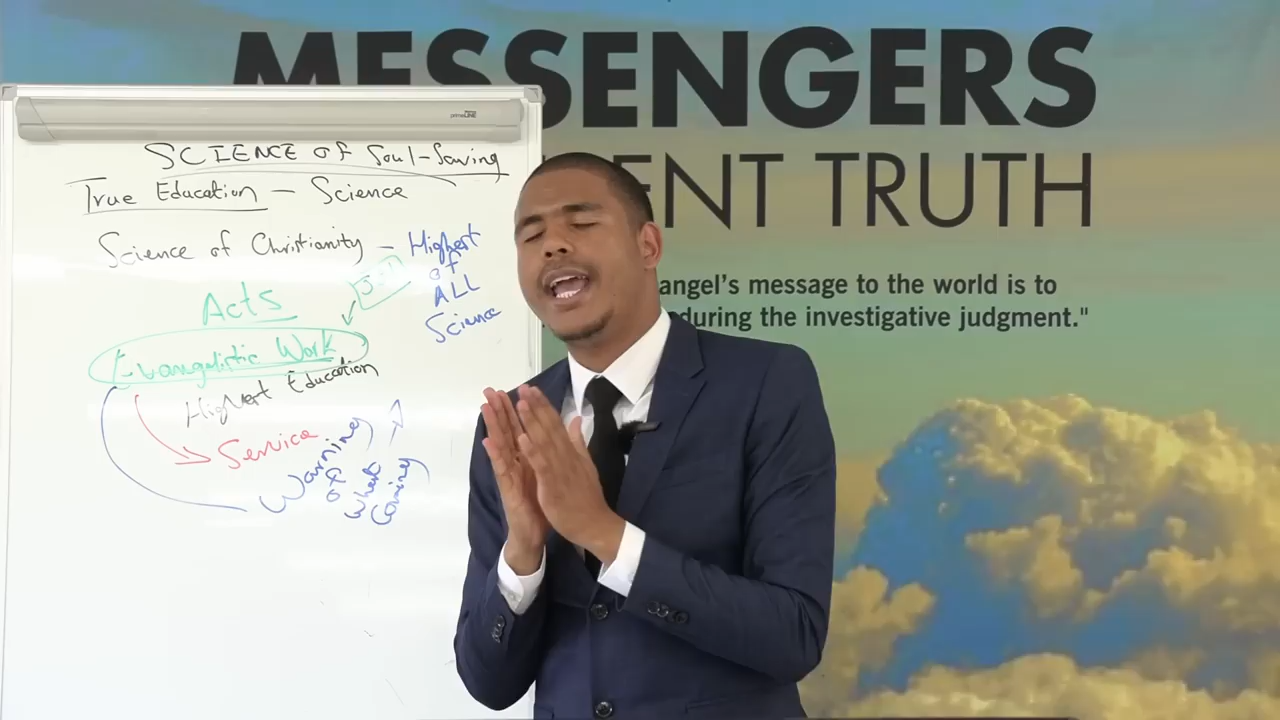 MESSENGERS
ENT TRUTH
angel's message to the world is to
during the investigative judgment."
primeLINE
SCIENCE of Soul-Saving
True Education - Science
Science of Christianity - Highest
of
ALL
Science
Acts
Evangelistic Work
Highest Education
Service
Warning
of
What
Coming